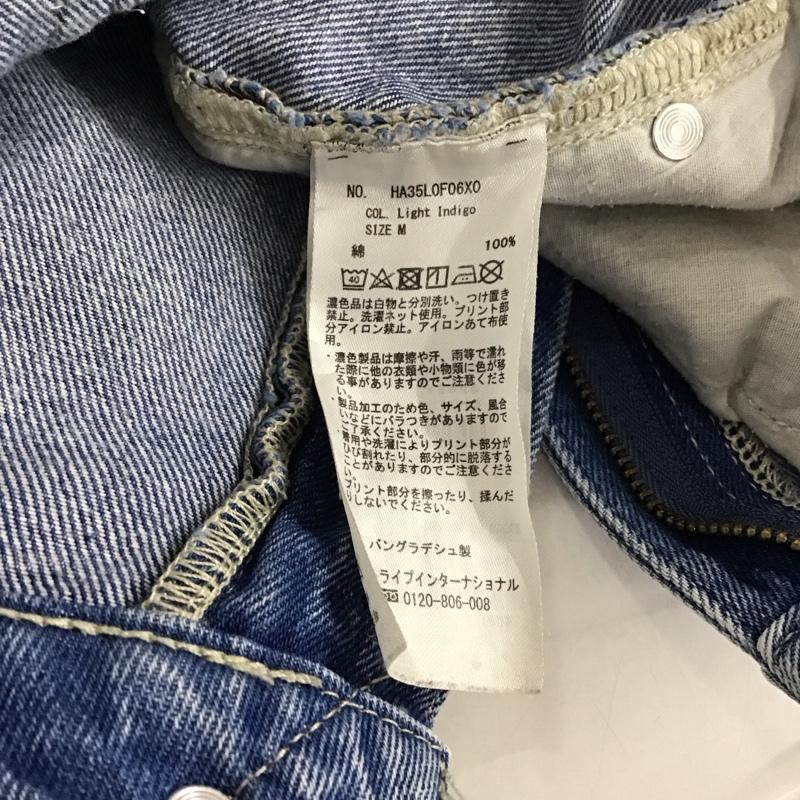 NO. HA35L0F06X0
COL. Light Indigo
SIZE M
綿 100%
40
濃色品は白物と分別洗い。つけ置き
禁止。洗濯ネット使用。プリント部
分アイロン禁止。アイロンあて布使
用。
・濃色製品は摩擦や汗、雨等で濡れ
た際に他の衣類や小物類に色が移
る事がありますのでご注意くださ
い。
・製品加工のため色、サイズ、風合
いなどにバラつきがありますので
ご了承ください。
着用や洗濯によりプリント部分が
ひび割れたり、部分的に脱落する
ことがありますのでご注意くださ
い。
プリント部分を擦ったり、揉んだ
りしないでください。
バングラデシュ製
ライブインターナショナル
0120-806-008